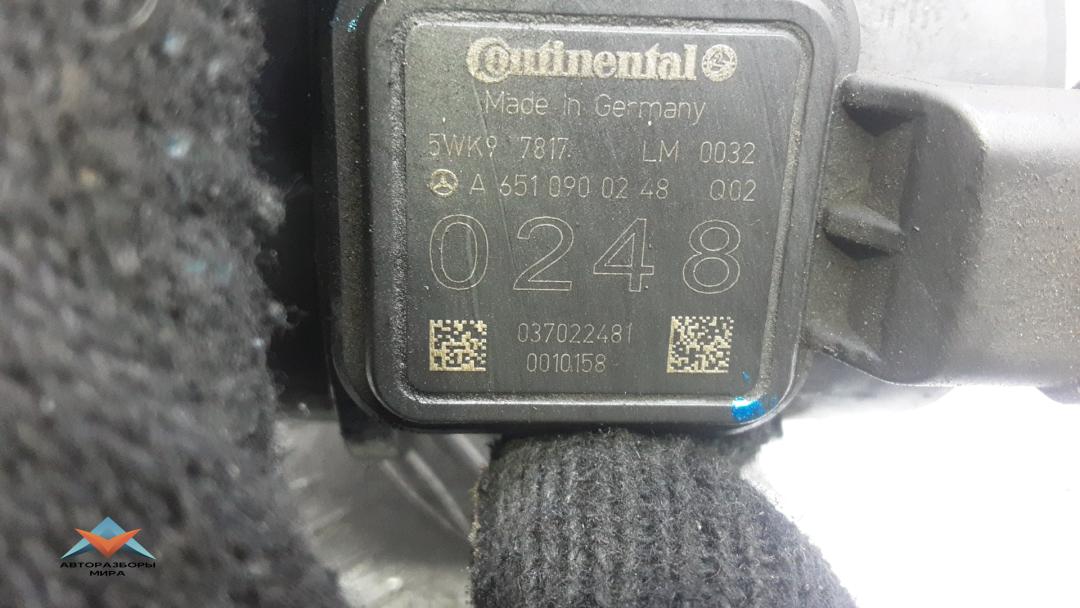 Continental
Made in Germany
5WK9 7817 LM 0032
A 651 090 02 48 Q02
0248
037022481
0010158
АВТОРАЗБОРЫ
МИРА